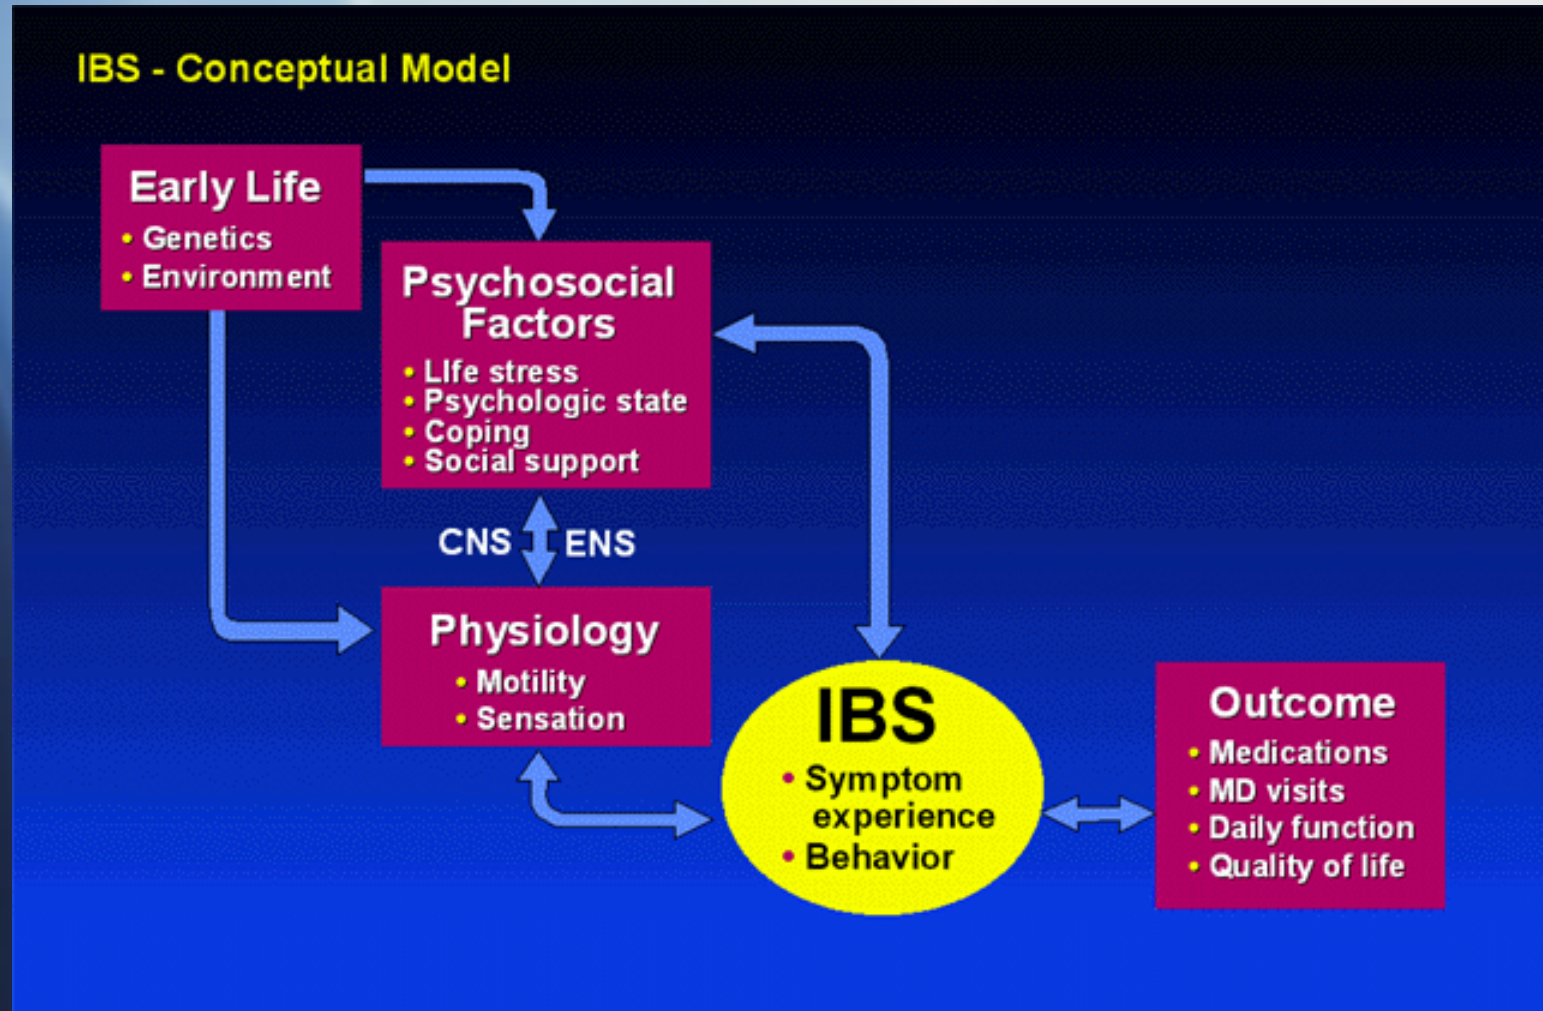 IBS - Conceptual Model
Early Life
• Genetics
• Environment
Psychosocial
Factors
• LIfe stress
• Psychologic state
• Coping
• Social support
CNS ENS
Physiology
• Motility
• Sensation
IBS
• Symptom
experience
• Behavior
Outcome
• Medications
• MD visits
• Daily function
• Quality of life